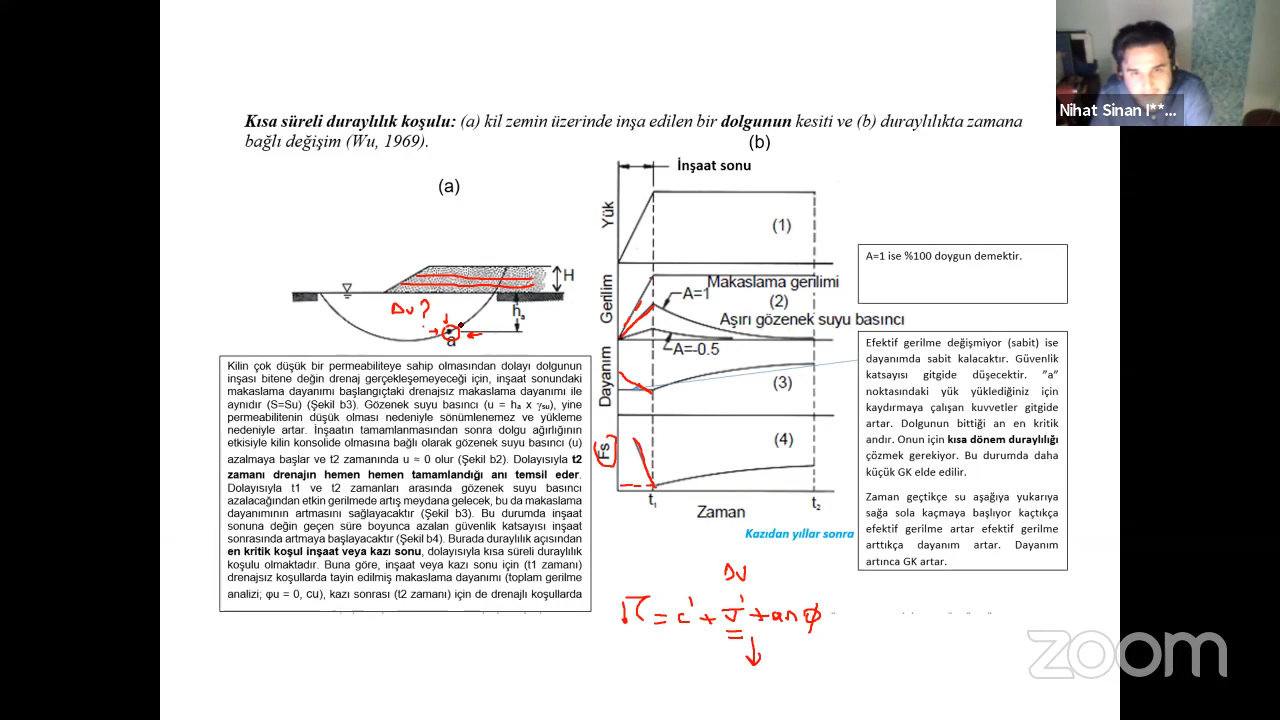 Nihat Sinan I**...
Kısa süreli duraylılık koşulu: (a) kil zemin üzerinde inşa edilen bir dolgunun kesiti ve (b) duraylılıkta zamana
bağlı değişim (Wu, 1969).
(a)
H
hₐ
a
Δu?
Kilin çok düşük bir permeabiliteye sahip olmasından dolayı dolgunun
inşası bitene değin drenaj gerçekleşemeyeceği için, inşaat sonundaki
makaslama dayanımı başlangıçtaki drenajsız makaslama dayanımı ile
aynıdır (S=Su) (Şekil b3). Gözenek suyu basıncı (u = hₐ x γsu), yine
permeabilitenin düşük olması nedeniyle sönümlenemez ve yükleme
nedeniyle artar. İnşaatın tamamlanmasından sonra dolgu ağırlığının
etkisiyle kilin konsolide olmasına bağlı olarak gözenek suyu basıncı (u)
azalmaya başlar ve t2 zamanında u ≈ 0 olur (Şekil b2). Dolayısıyla t2
zamanı drenajın hemen hemen tamamlandığı anı temsil eder.
Dolayısıyla t1 ve t2 zamanları arasında gözenek suyu basıncı
azalacağından etkin gerilmede artış meydana gelecek, bu da makaslama
dayanımının artmasını sağlayacaktır (Şekil b3). Bu durumda inşaat
sonuna değin geçen süre boyunca azalan güvenlik katsayısı inşaat
sonrasında artmaya başlayacaktır (Şekil b4). Burada duraylılık açısından
en kritik koşul inşaat veya kazı sonu, dolayısıyla kısa süreli duraylılık
koşulu olmaktadır. Buna göre, inşaat veya kazı sonu için (t1 zamanı)
drenajsız koşullarda tayin edilmiş makaslama dayanımı (toplam gerilme
analizi; φu = 0, cu), kazı sonrası (t2 zamanı) için de drenajlı koşullarda
(b)
İnşaat sonu
Yük
(1)
Gerilim
Makaslama gerilimi
A=1
(2)
Aşırı gözenek suyu basıncı
A=-0.5
Dayanım
(3)
Fs
(4)
t₁
Zaman
t₂
Kazıdan yıllar sonra
Δu
τ = c' + σ' tan φ
A=1 ise %100 doygun demektir.
Efektif gerilme değişmiyor (sabit) ise
dayanımda sabit kalacaktır. Güvenlik
katsayısı gitgide düşecektir. ”a”
noktasındaki yük yüklediğiniz için
kaydırmaya çalışan kuvvetler gitgide
artar. Dolgunun bittiği an en kritik
andır. Onun için kısa dönem duraylılığı
çözmek gerekiyor. Bu durumda daha
küçük GK elde edilir.
Zaman geçtikçe su aşağıya yukarıya
sağa sola kaçmaya başlıyor kaçtıkça
efektif gerilme artar efektif gerilme
arttıkça dayanım artar. Dayanım
artınca GK artar.
zoom